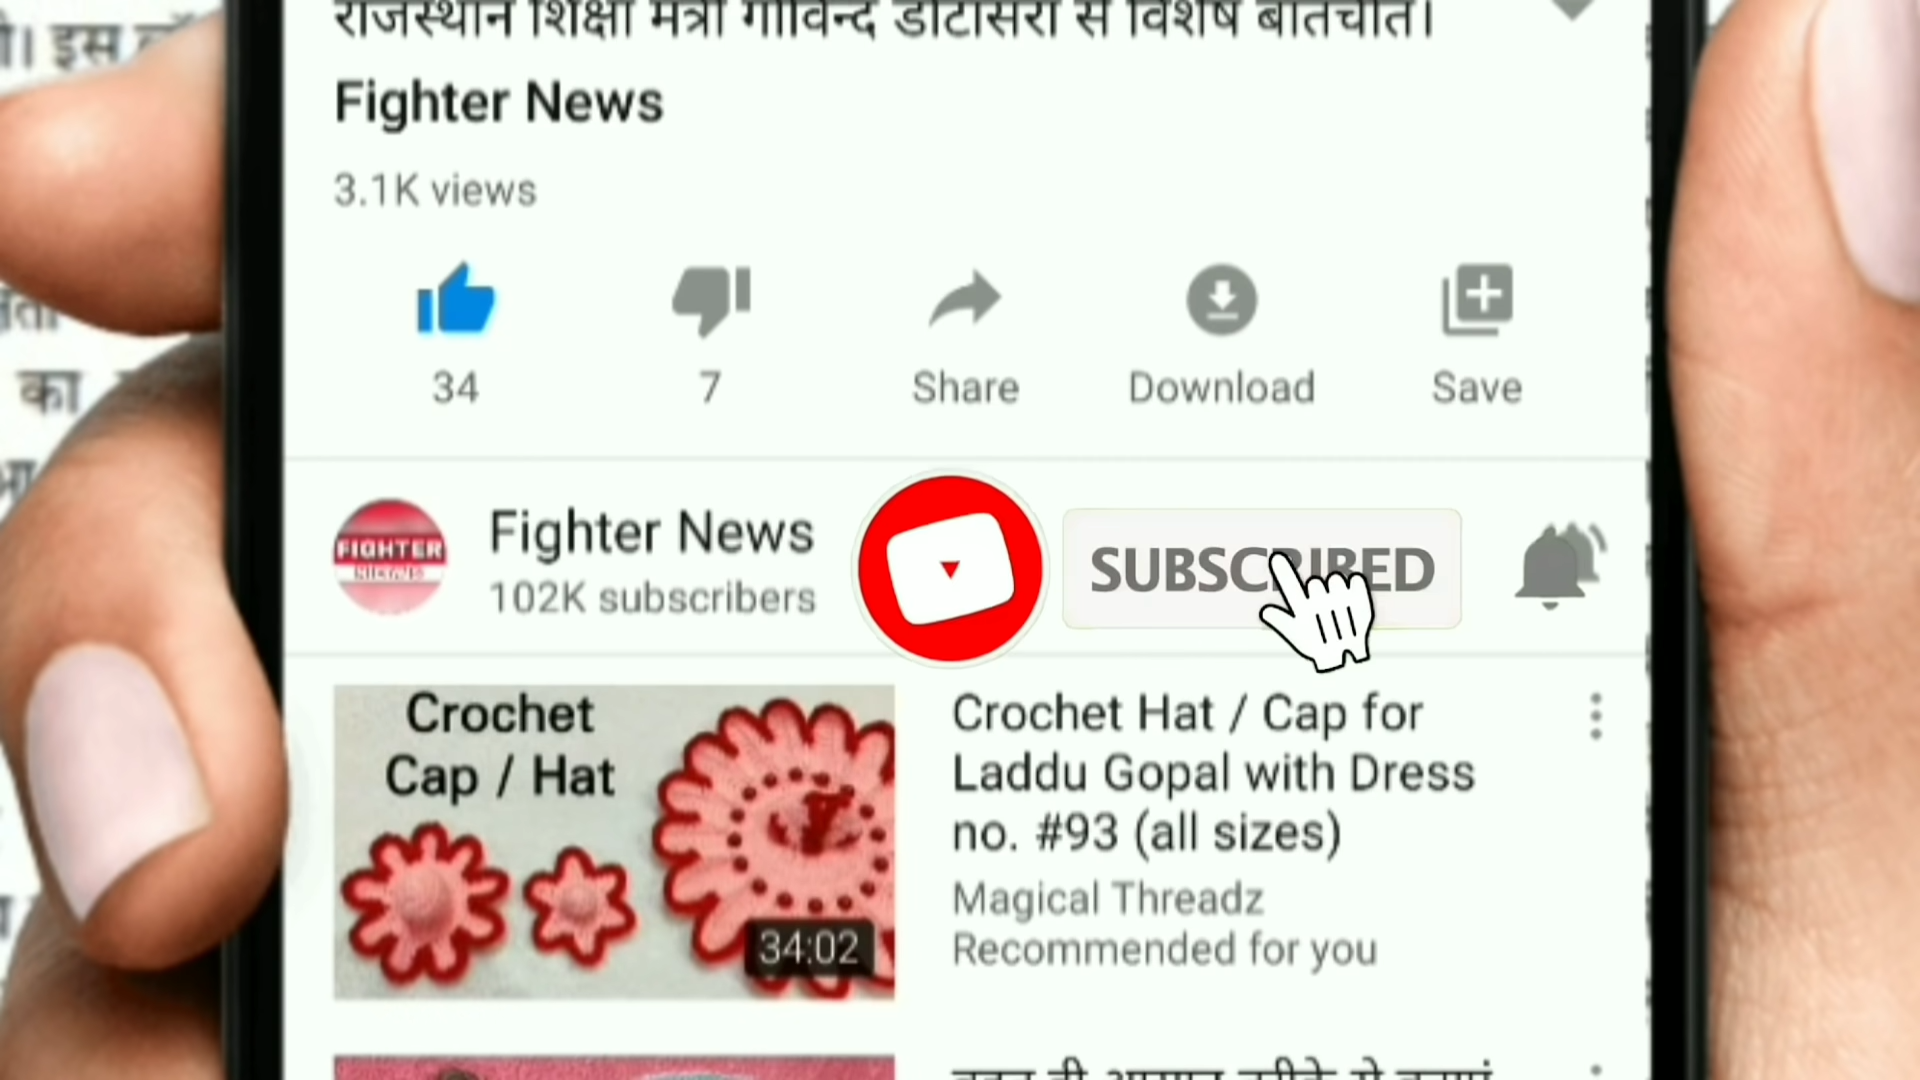 राजस्थान शिक्षा मंत्री गोविन्द डोटासरा से विशेष बातचीत।
Fighter News
3.1K views
34
7
Share
Download
Save
FIGHTER
Fighter News
102K subscribers
SUBSCRIBED
Crochet
Cap / Hat
34:02
Crochet Hat / Cap for
Laddu Gopal with Dress
no. #93 (all sizes)
Magical Threadz
Recommended for you
इस
का